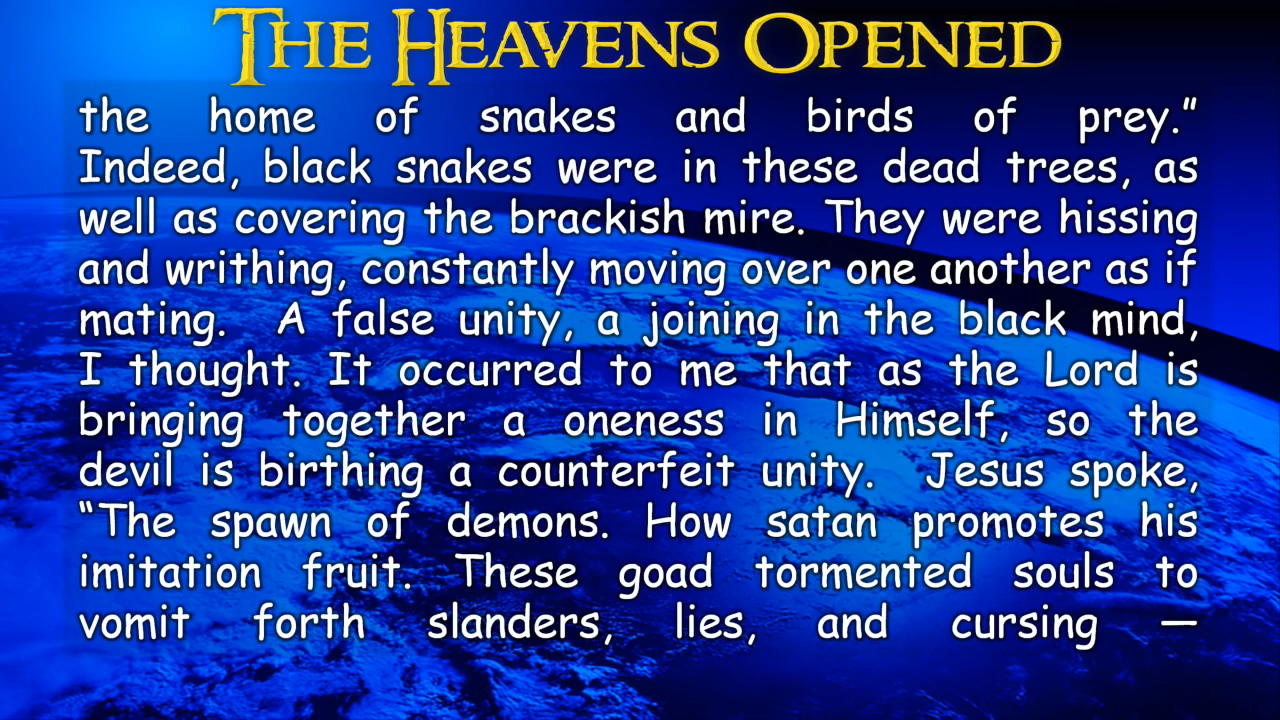 THE HEAVENS OPENED
the home of snakes and birds of prey.”
Indeed, black snakes were in these dead trees, as
well as covering the brackish mire. They were hissing
and writhing, constantly moving over one another as if
mating. A false unity, a joining in the black mind,
I thought. It occurred to me that as the Lord is
bringing together a oneness in Himself, so the
devil is birthing a counterfeit unity. Jesus spoke,
“The spawn of demons. How satan promotes his
imitation fruit. These goad tormented souls to
vomit forth slanders, lies, and cursing —